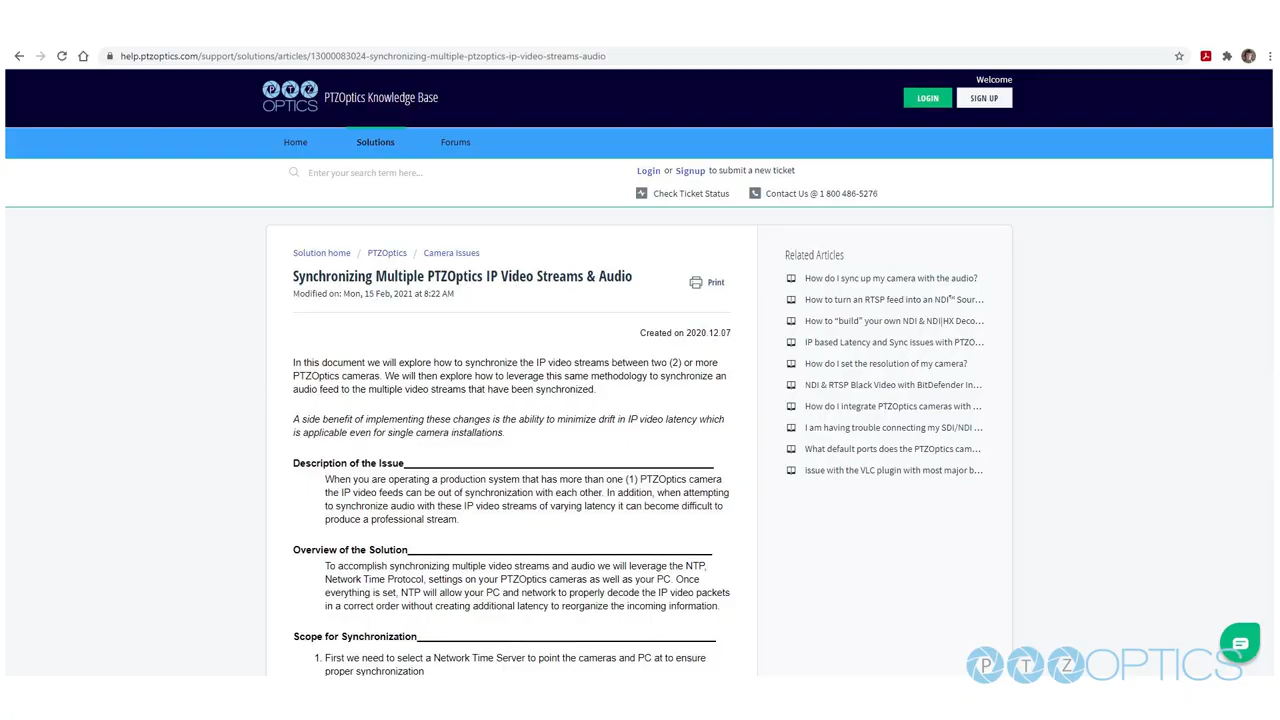 help.ptzoptics.com/support/solutions/articles/13000083024-synchronizing-multiple-ptzoptics-ip-video-streams-audio
Welcome
PTZ OPTICS
PTZOptics Knowledge Base
LOGIN
SIGN UP
Home
Solutions
Forums
Enter your search term here...
Login or Signup to submit a new ticket
Check Ticket Status
Contact Us @ 1 800 486-5276
Solution home / PTZOptics / Camera Issues
Synchronizing Multiple PTZOptics IP Video Streams & Audio
Print
Modified on: Mon, 15 Feb, 2021 at 8:22 AM
Created on 2020.12.07
In this document we will explore how to synchronize the IP video streams between two (2) or more
PTZOptics cameras. We will then explore how to leverage this same methodology to synchronize an
audio feed to the multiple video streams that have been synchronized.
A side benefit of implementing these changes is the ability to minimize drift in IP video latency which
is applicable even for single camera installations.
Description of the Issue
When you are operating a production system that has more than one (1) PTZOptics camera
the IP video feeds can be out of synchronization with each other. In addition, when attempting
to synchronize audio with these IP video streams of varying latency it can become difficult to
produce a professional stream.
Overview of the Solution
To accomplish synchronizing multiple video streams and audio we will leverage the NTP,
Network Time Protocol, settings on your PTZOptics cameras as well as your PC. Once
everything is set, NTP will allow your PC and network to properly decode the IP video packets
in a correct order without creating additional latency to reorganize the incoming information.
Scope for Synchronization
1. First we need to select a Network Time Server to point the cameras and PC at to ensure
proper synchronization
Related Articles
How do I sync up my camera with the audio?
How to turn an RTSP feed into an NDI® Sour...
How to “build” your own NDI & NDI|HX Deco...
IP based Latency and Sync issues with PTZO...
How do I set the resolution of my camera?
NDI & RTSP Black Video with BitDefender In...
How do I integrate PTZOptics cameras with ...
I am having trouble connecting my SDI/NDI ...
What default ports does the PTZOptics cam...
issue with the VLC plugin with most major b...
PTZOPTICS